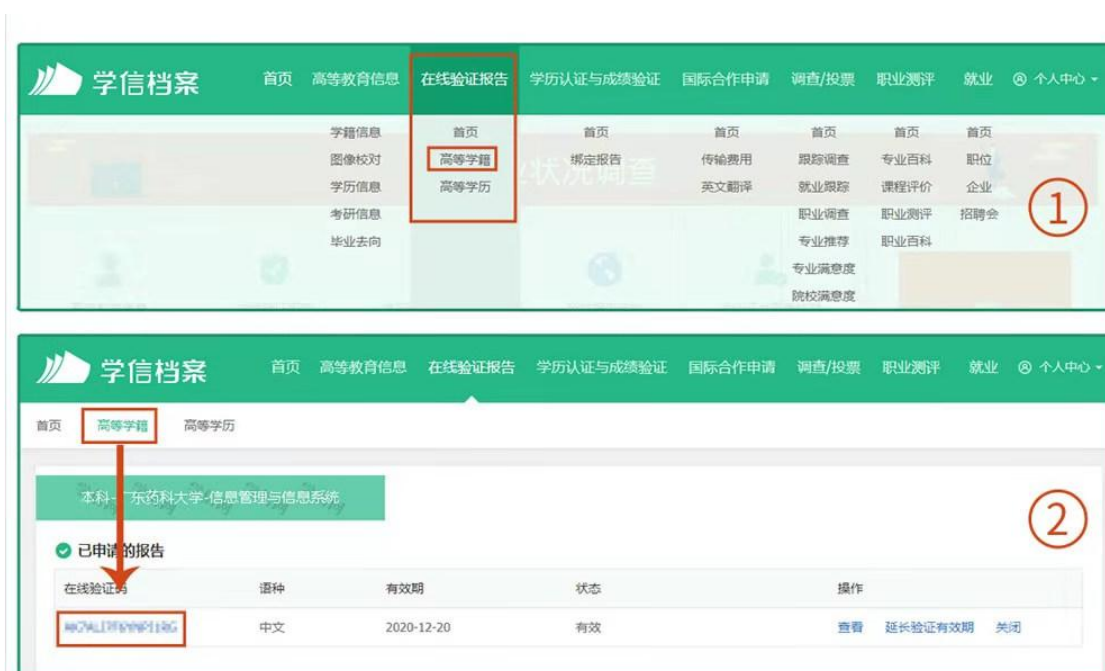 学信档案 首页 高等教育信息 在线验证报告 学历认证与成绩验证 国际合作申请 调查/投票 职业测评 就业 个人中心
学籍信息 首页 首页 首页 首页 首页 首页
图像校对 高等学籍 绑定报告 传输费用 跟踪调查 专业百科 职位
学历信息 高等学历 英文翻译 就业跟踪 课程评价 企业
考研信息 职业调查 职业测评 招聘会
毕业去向 专业推荐 职业百科
专业满意度
院校满意度
业状况调查
①
学信档案 首页 高等教育信息 在线验证报告 学历认证与成绩验证 国际合作申请 调查/投票 职业测评 就业 个人中心
首页 高等学籍 高等学历
本科-广东药科大学-信息管理与信息系统
②
已申请的报告
在线验证码 语种 有效期 状态 操作
中文 2020-12-20 有效 查看 延长验证有效期 关闭